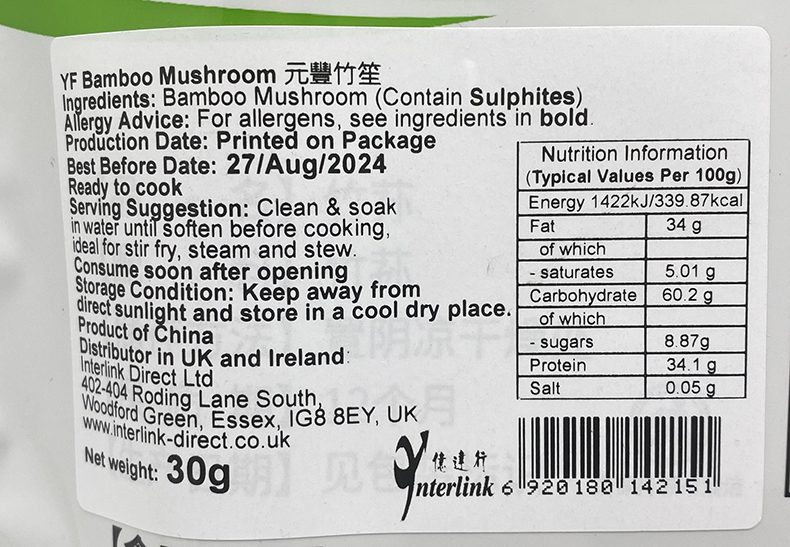 YF Bamboo Mushroom 元豐竹笙
Ingredients: Bamboo Mushroom (Contain Sulphites)
Allergy Advice: For allergens, see ingredients in bold.
Production Date: Printed on Package
Best Before Date: 27/Aug/2024
Ready to cook
Serving Suggestion: Clean & soak
in water until soften before cooking,
ideal for stir fry, steam and stew.
Consume soon after opening
Storage Condition: Keep away from
direct sunlight and store in a cool dry place.
Product of China
Distributor in UK and Ireland:
Interlink Direct Ltd
402-404 Roding Lane South,
Woodford Green, Essex, IG8 8EY, UK
www.interlink-direct.co.uk
Net weight: 30g
Nutrition Information
(Typical Values Per 100g)
Energy 1422kJ/339.87kcal
Fat 34 g
of which
- saturates 5.01 g
Carbohydrate 60.2 g
of which
- sugars 8.87g
Protein 34.1 g
Salt 0.05 g
億達行
Interlink
6 920180 142151